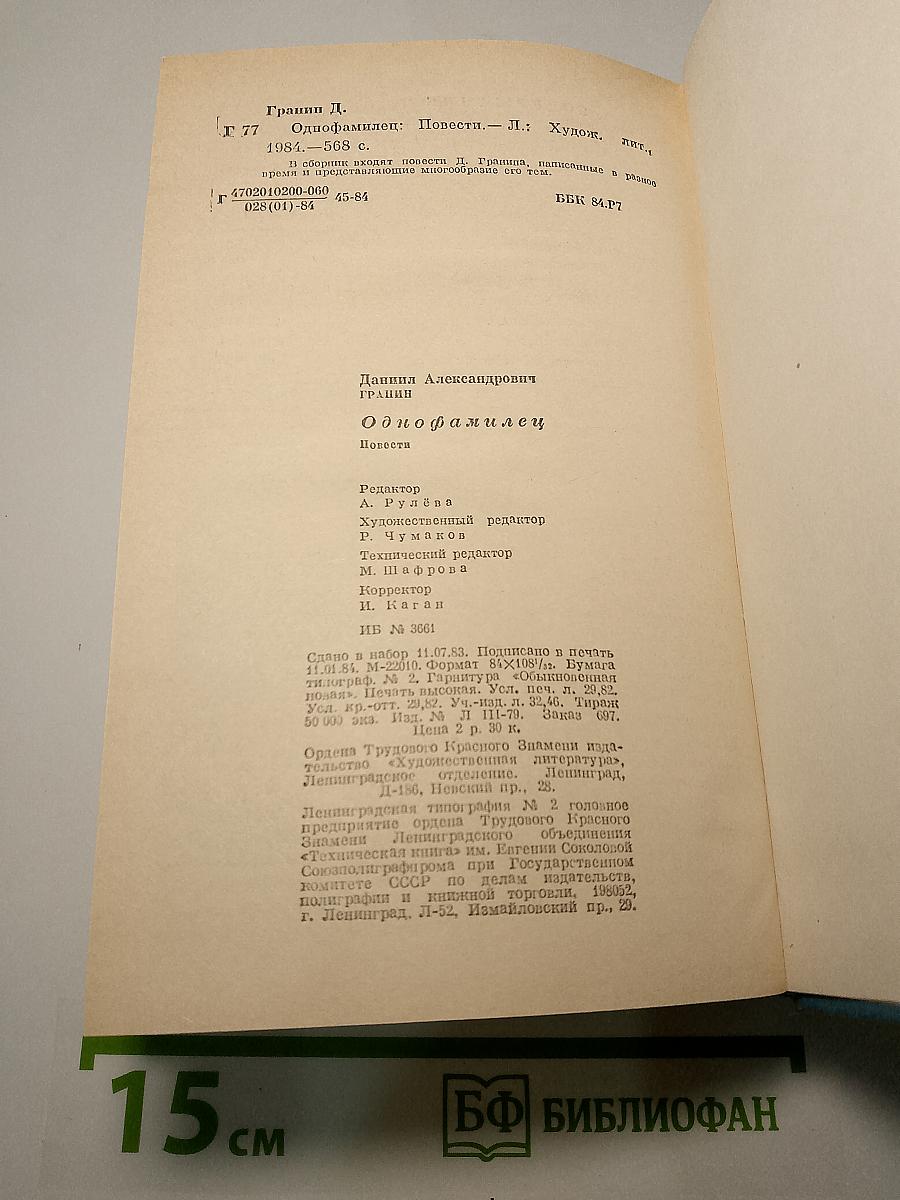 Гранин Д.
Г 77 Однофамилец: Повести.— Л.: Худож. лит.,
1984.—568 с.
В сборник входят повести Д. Гранина, написанные в разное
время и представляющие многообразие его тем.
Г 4702010200-060 45-84 ББК 84.Р7
028(01)-84
Даниил Александрович
ГРАНИН
Однофамилец
Повести
Редактор
А. Рулёва
Художественный редактор
Р. Чумаков
Технический редактор
М. Шафрова
Корректор
И. Каган
ИБ № 3661
Сдано в набор 11.07.83. Подписано в печать
11.01.84. М-22010. Формат 84×108¹/₃₂. Бумага
типограф. № 2. Гарнитура «Обыкновенная
новая». Печать высокая. Усл. печ. л. 29,82.
Усл. кр.-отт. 29,82. Уч.-изд. л. 32,46. Тираж
50 000 экз. Изд. № Л III-79. Заказ 697.
Цена 2 р. 30 к.
Ордена Трудового Красного Знамени изда-
тельство «Художественная литература»,
Ленинградское отделение. Ленинград,
Д-186, Невский пр., 28.
Ленинградская типография № 2 головное
предприятие ордена Трудового Красного
Знамени Ленинградского объединения
«Техническая книга» им. Евгении Соколовой
Союзполиграфпрома при Государственном
комитете СССР по делам издательств,
полиграфии и книжной торговли, 198052,
г. Ленинград, Л-52, Измайловский пр., 29.
15 см
БФ БИБЛИОФАН